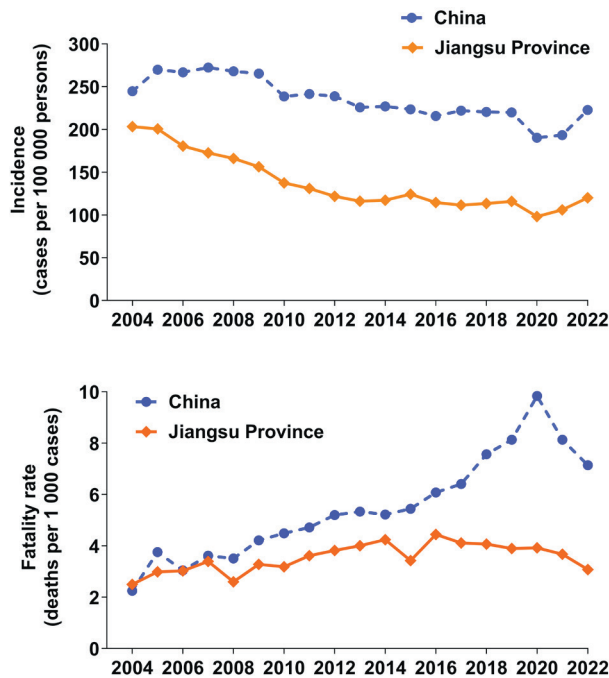 China
Jiangsu Province
Incidence
(cases per 100 000 persons)
300
250
200
150
100
50
0
2004 2006 2008 2010 2012 2014 2016 2018 2020 2022
China
Jiangsu Province
Fatality rate
(deaths per 1 000 cases)
10
8
6
4
2
0
2004 2006 2008 2010 2012 2014 2016 2018 2020 2022